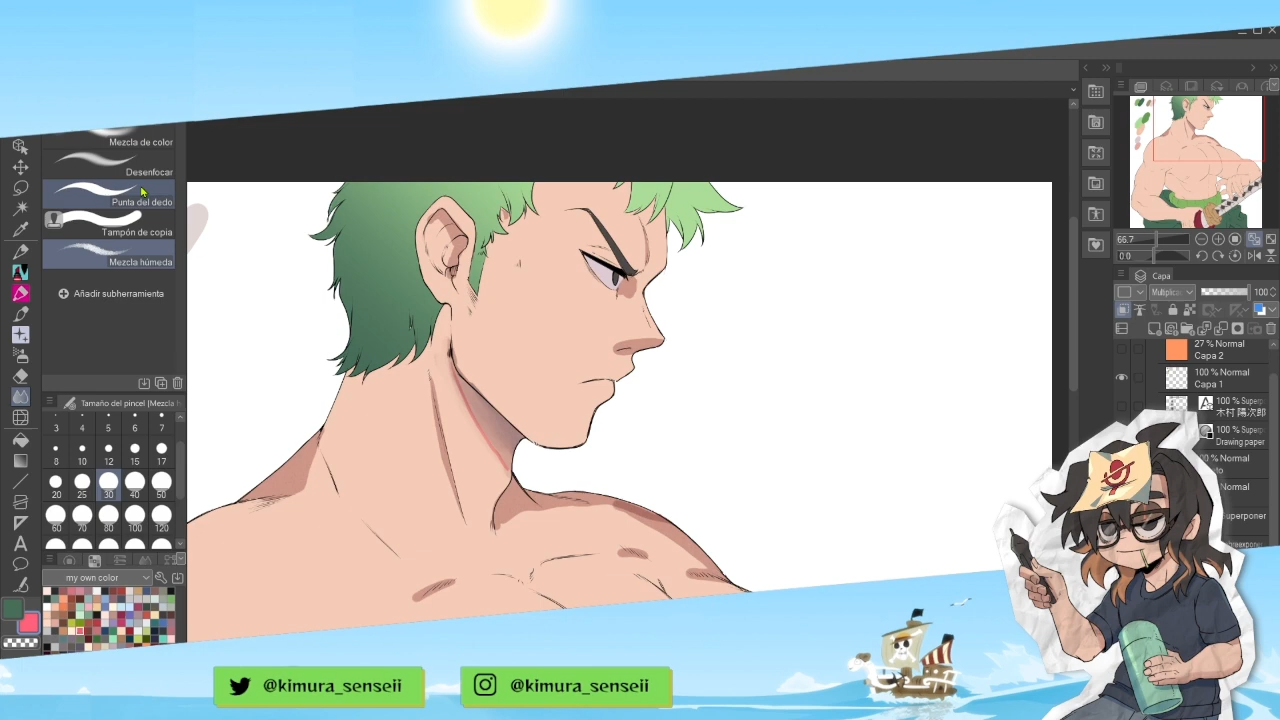 Mezcla de color
Desenfocar
Punta del dedo
Tampón de copia
Mezcla húmeda
Añadir subherramienta
Tamaño del pincel [Mezcla h
3 4 5 6 7
8 10 12 15 17
20 25 30 40 50
60 70 80 100 120
my own color
66.7
0.0
Capa
Multiplicar
100
27 % Normal
Capa 2
100 % Normal
Capa 1
100 % Superp
木村 陽次郎
100 % Superp
Drawing paper
% Normal
Normal
superponer
@kimura_senseii
@kimura_senseii